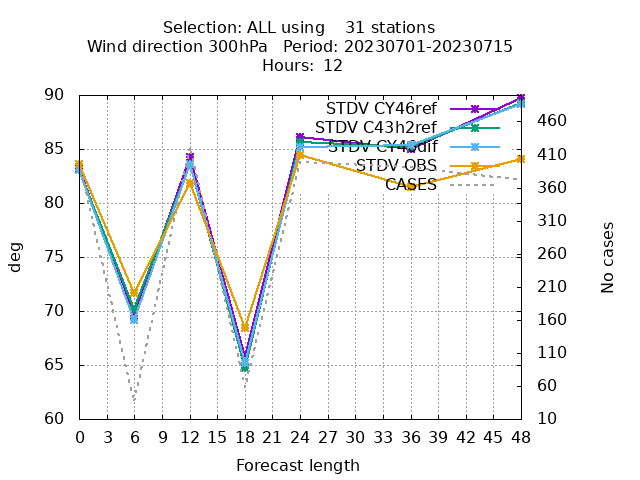 Selection: ALL using 31 stations
Wind direction 300hPa Period: 20230701-20230715
Hours: 12
90
85
80
75
70
65
60
deg
STDV CY46ref
STDV C43h2ref
STDV OBS
CASES
460
410
360
310
260
210
160
110
60
10
No cases
0 3 6 9 12 15 18 21 24 27 30 33 36 39 42 45 48
Forecast length